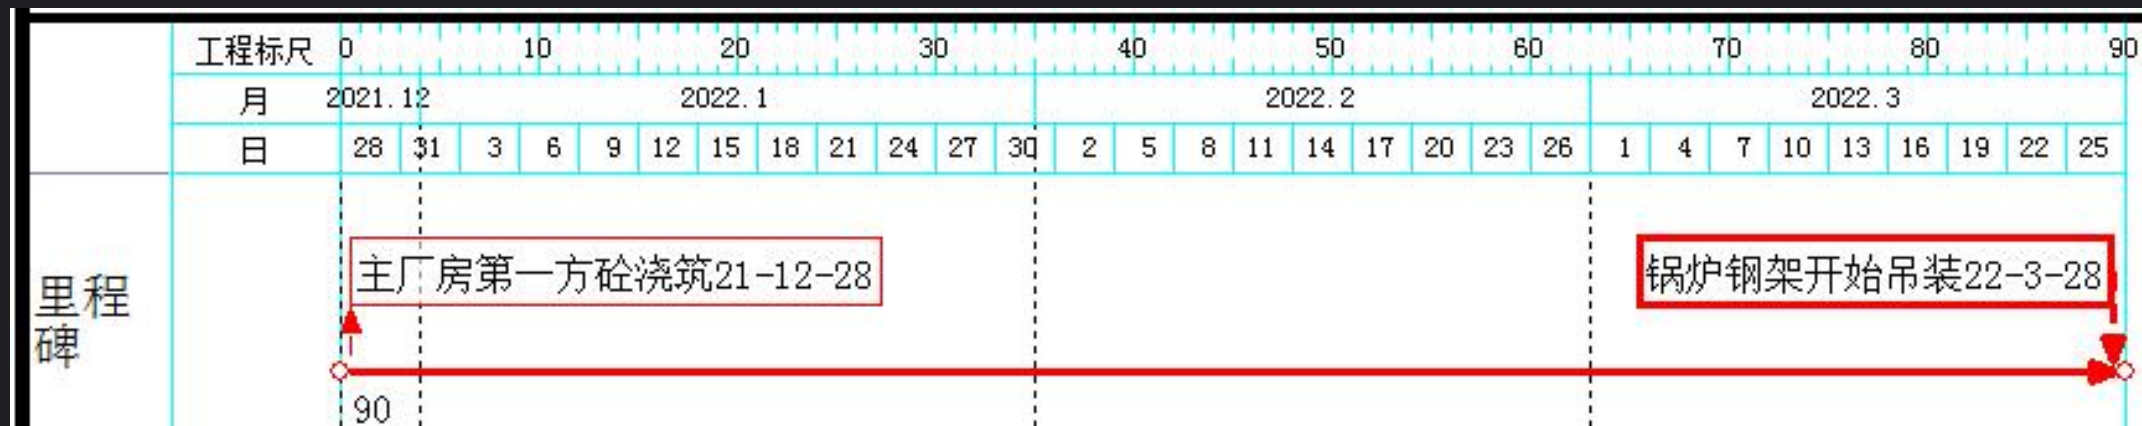 工程标尺 0 10 20 30 40 50 60 70 80 90
月 2021.12 2022.1 2022.2 2022.3
日 28 31 3 6 9 12 15 18 21 24 27 30 2 5 8 11 14 17 20 23 26 1 4 7 10 13 16 19 22 25
里程
碑
主厂房第一方砼浇筑21-12-28
锅炉钢架开始吊装22-3-28
90